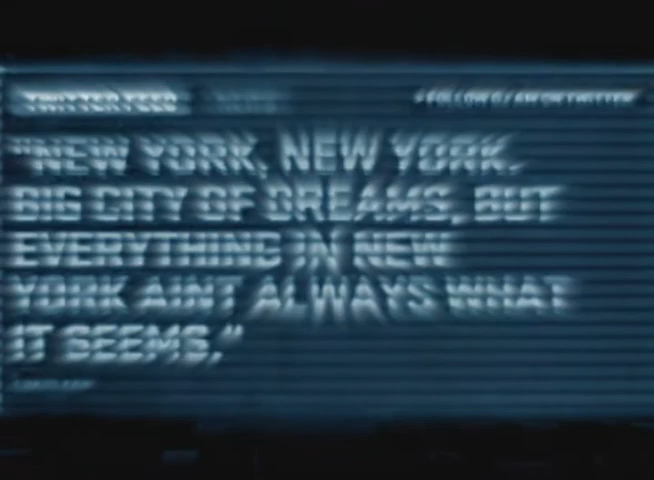 TWITTER FEED NEWS
"NEW YORK, NEW YORK.
BIG CITY OF DREAMS, BUT
EVERYTHING IN NEW
YORK AINT ALWAYS WHAT
IT SEEMS,"